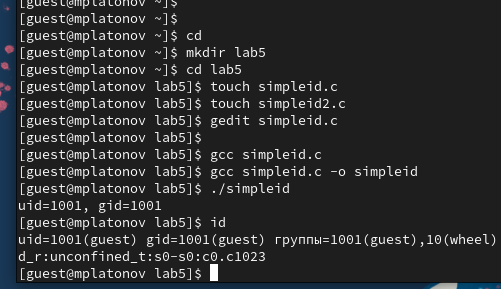 [guest@mplatonov ~]$
[guest@mplatonov ~]$
[guest@mplatonov ~]$ cd
[guest@mplatonov ~]$ mkdir lab5
[guest@mplatonov ~]$ cd lab5
[guest@mplatonov lab5]$ touch simpleid.c
[guest@mplatonov lab5]$ touch simpleid2.c
[guest@mplatonov lab5]$ gedit simpleid.c
[guest@mplatonov lab5]$
[guest@mplatonov lab5]$ gcc simpleid.c
[guest@mplatonov lab5]$ gcc simpleid.c -o simpleid
[guest@mplatonov lab5]$ ./simpleid
uid=1001, gid=1001
[guest@mplatonov lab5]$ id
uid=1001(guest) gid=1001(guest) группы=1001(guest),10(wheel)
d_r:unconfined_t:s0-s0:c0.c1023
[guest@mplatonov lab5]$